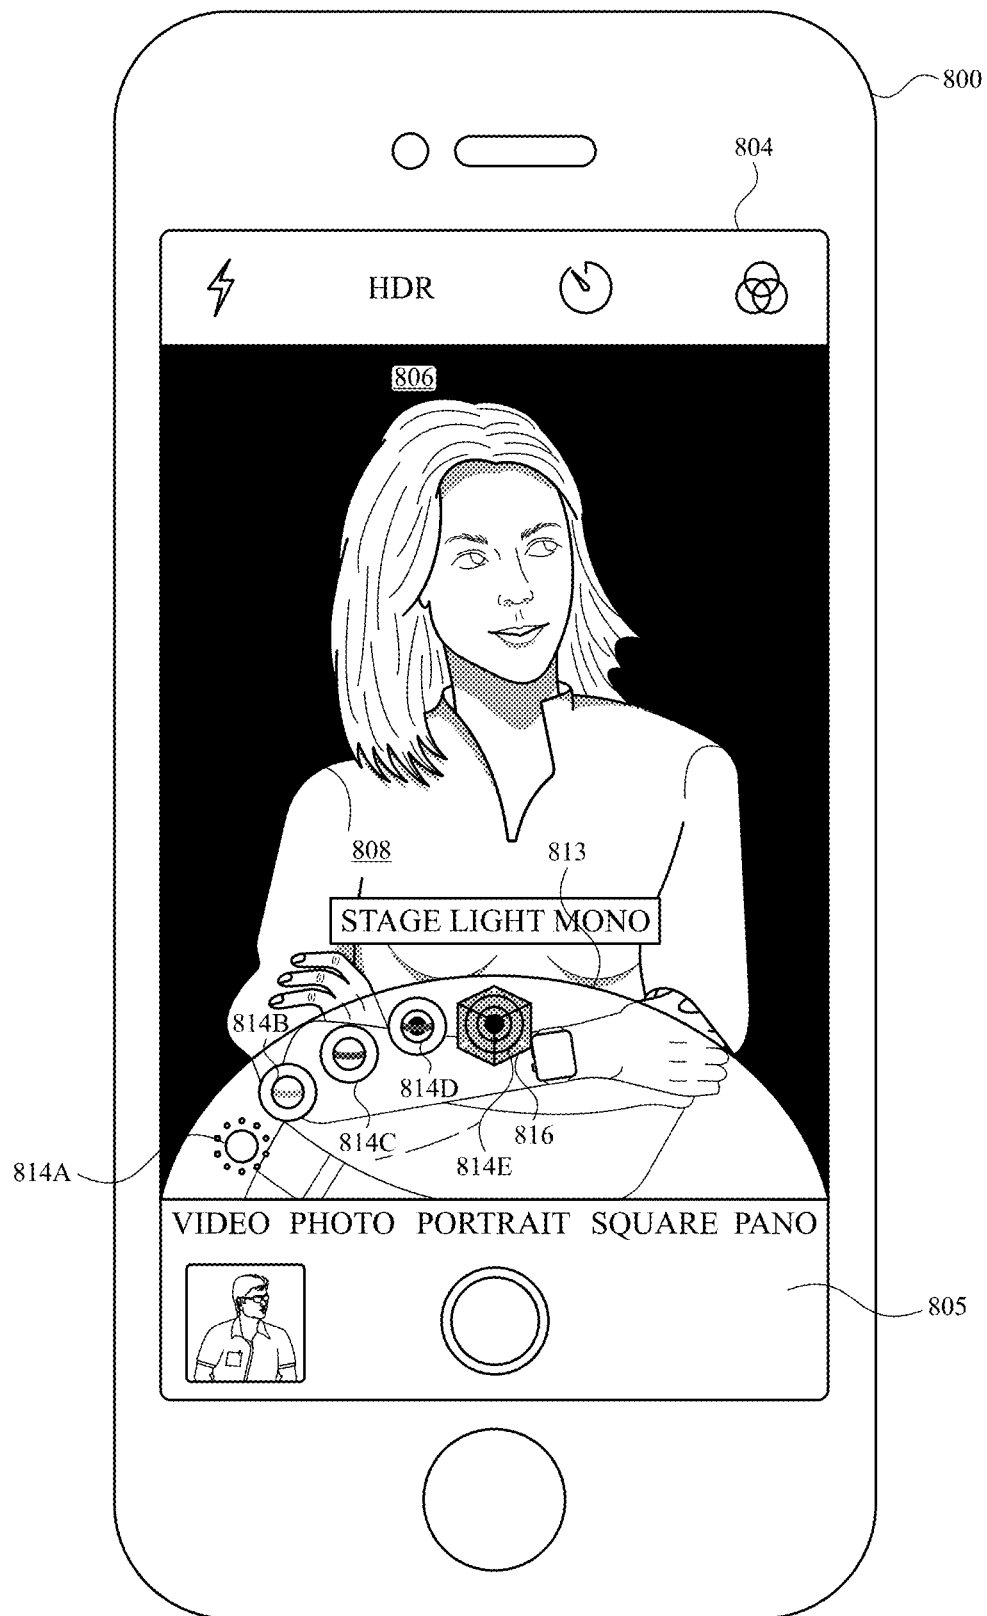 800
804
HDR
806
808
813
STAGE LIGHT MONO
814B
814D
814C
816
814E
814A
VIDEO PHOTO PORTRAIT SQUARE PANO
805